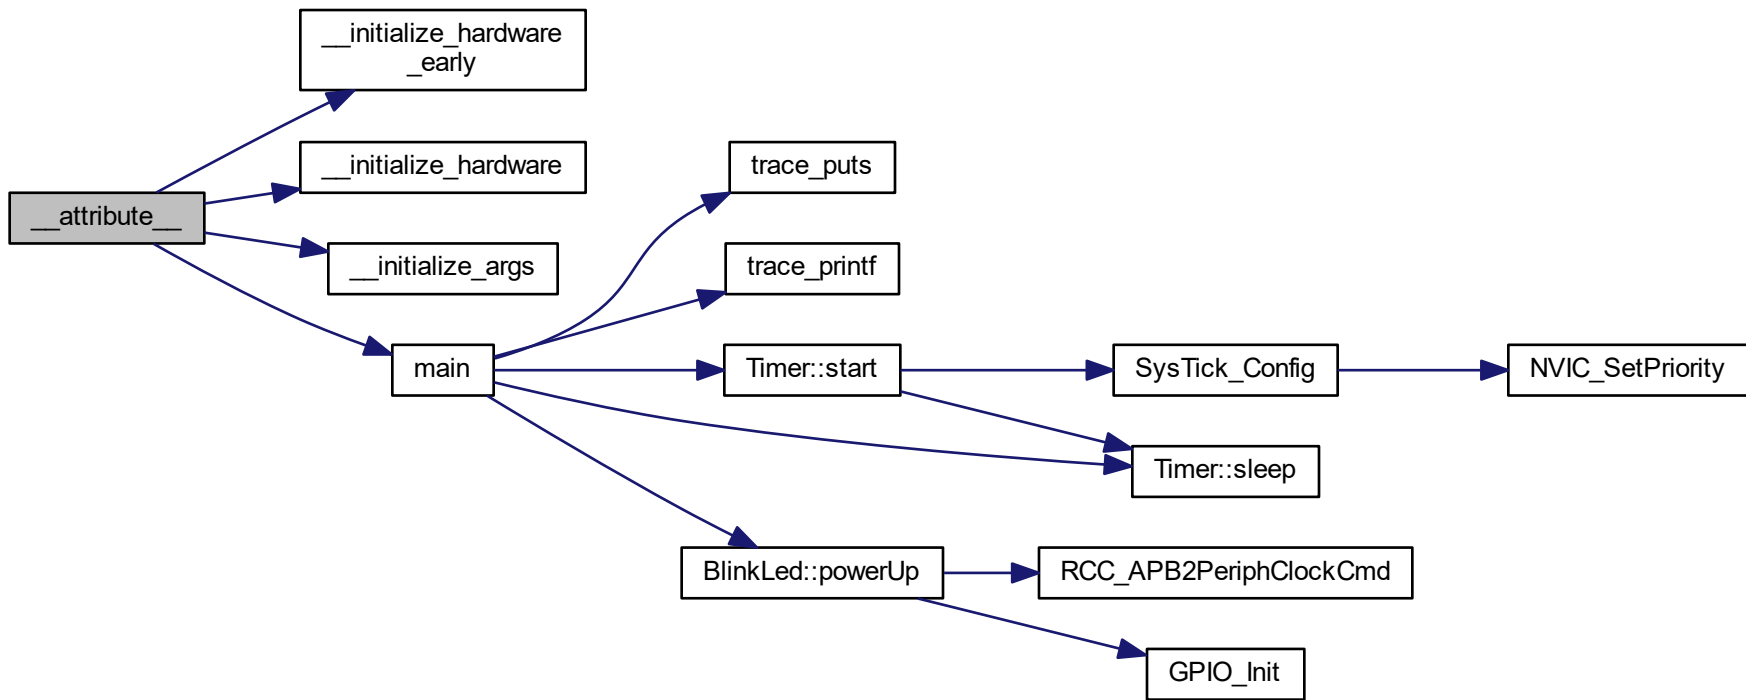 __initialize_hardware
_early
__initialize_hardware
__attribute__
__initialize_args
main
trace_puts
trace_printf
Timer::start
SysTick_Config
NVIC_SetPriority
Timer::sleep
BlinkLed::powerUp
RCC_APB2PeriphClockCmd
GPIO_Init